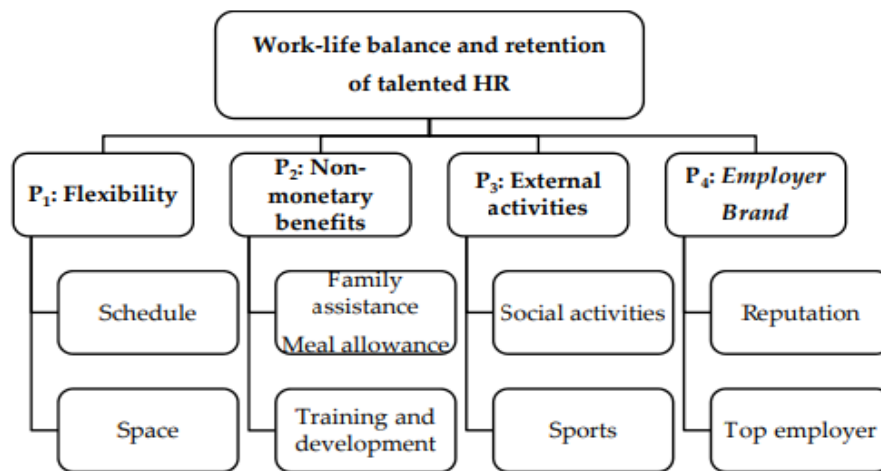 Work-life balance and retention
of talented HR
P1: Flexibility
P2: Non-
monetary
benefits
P3: External
activities
P4: Employer
Brand
Schedule
Family
assistance
Meal allowance
Social activities
Reputation
Space
Training and
development
Sports
Top employer